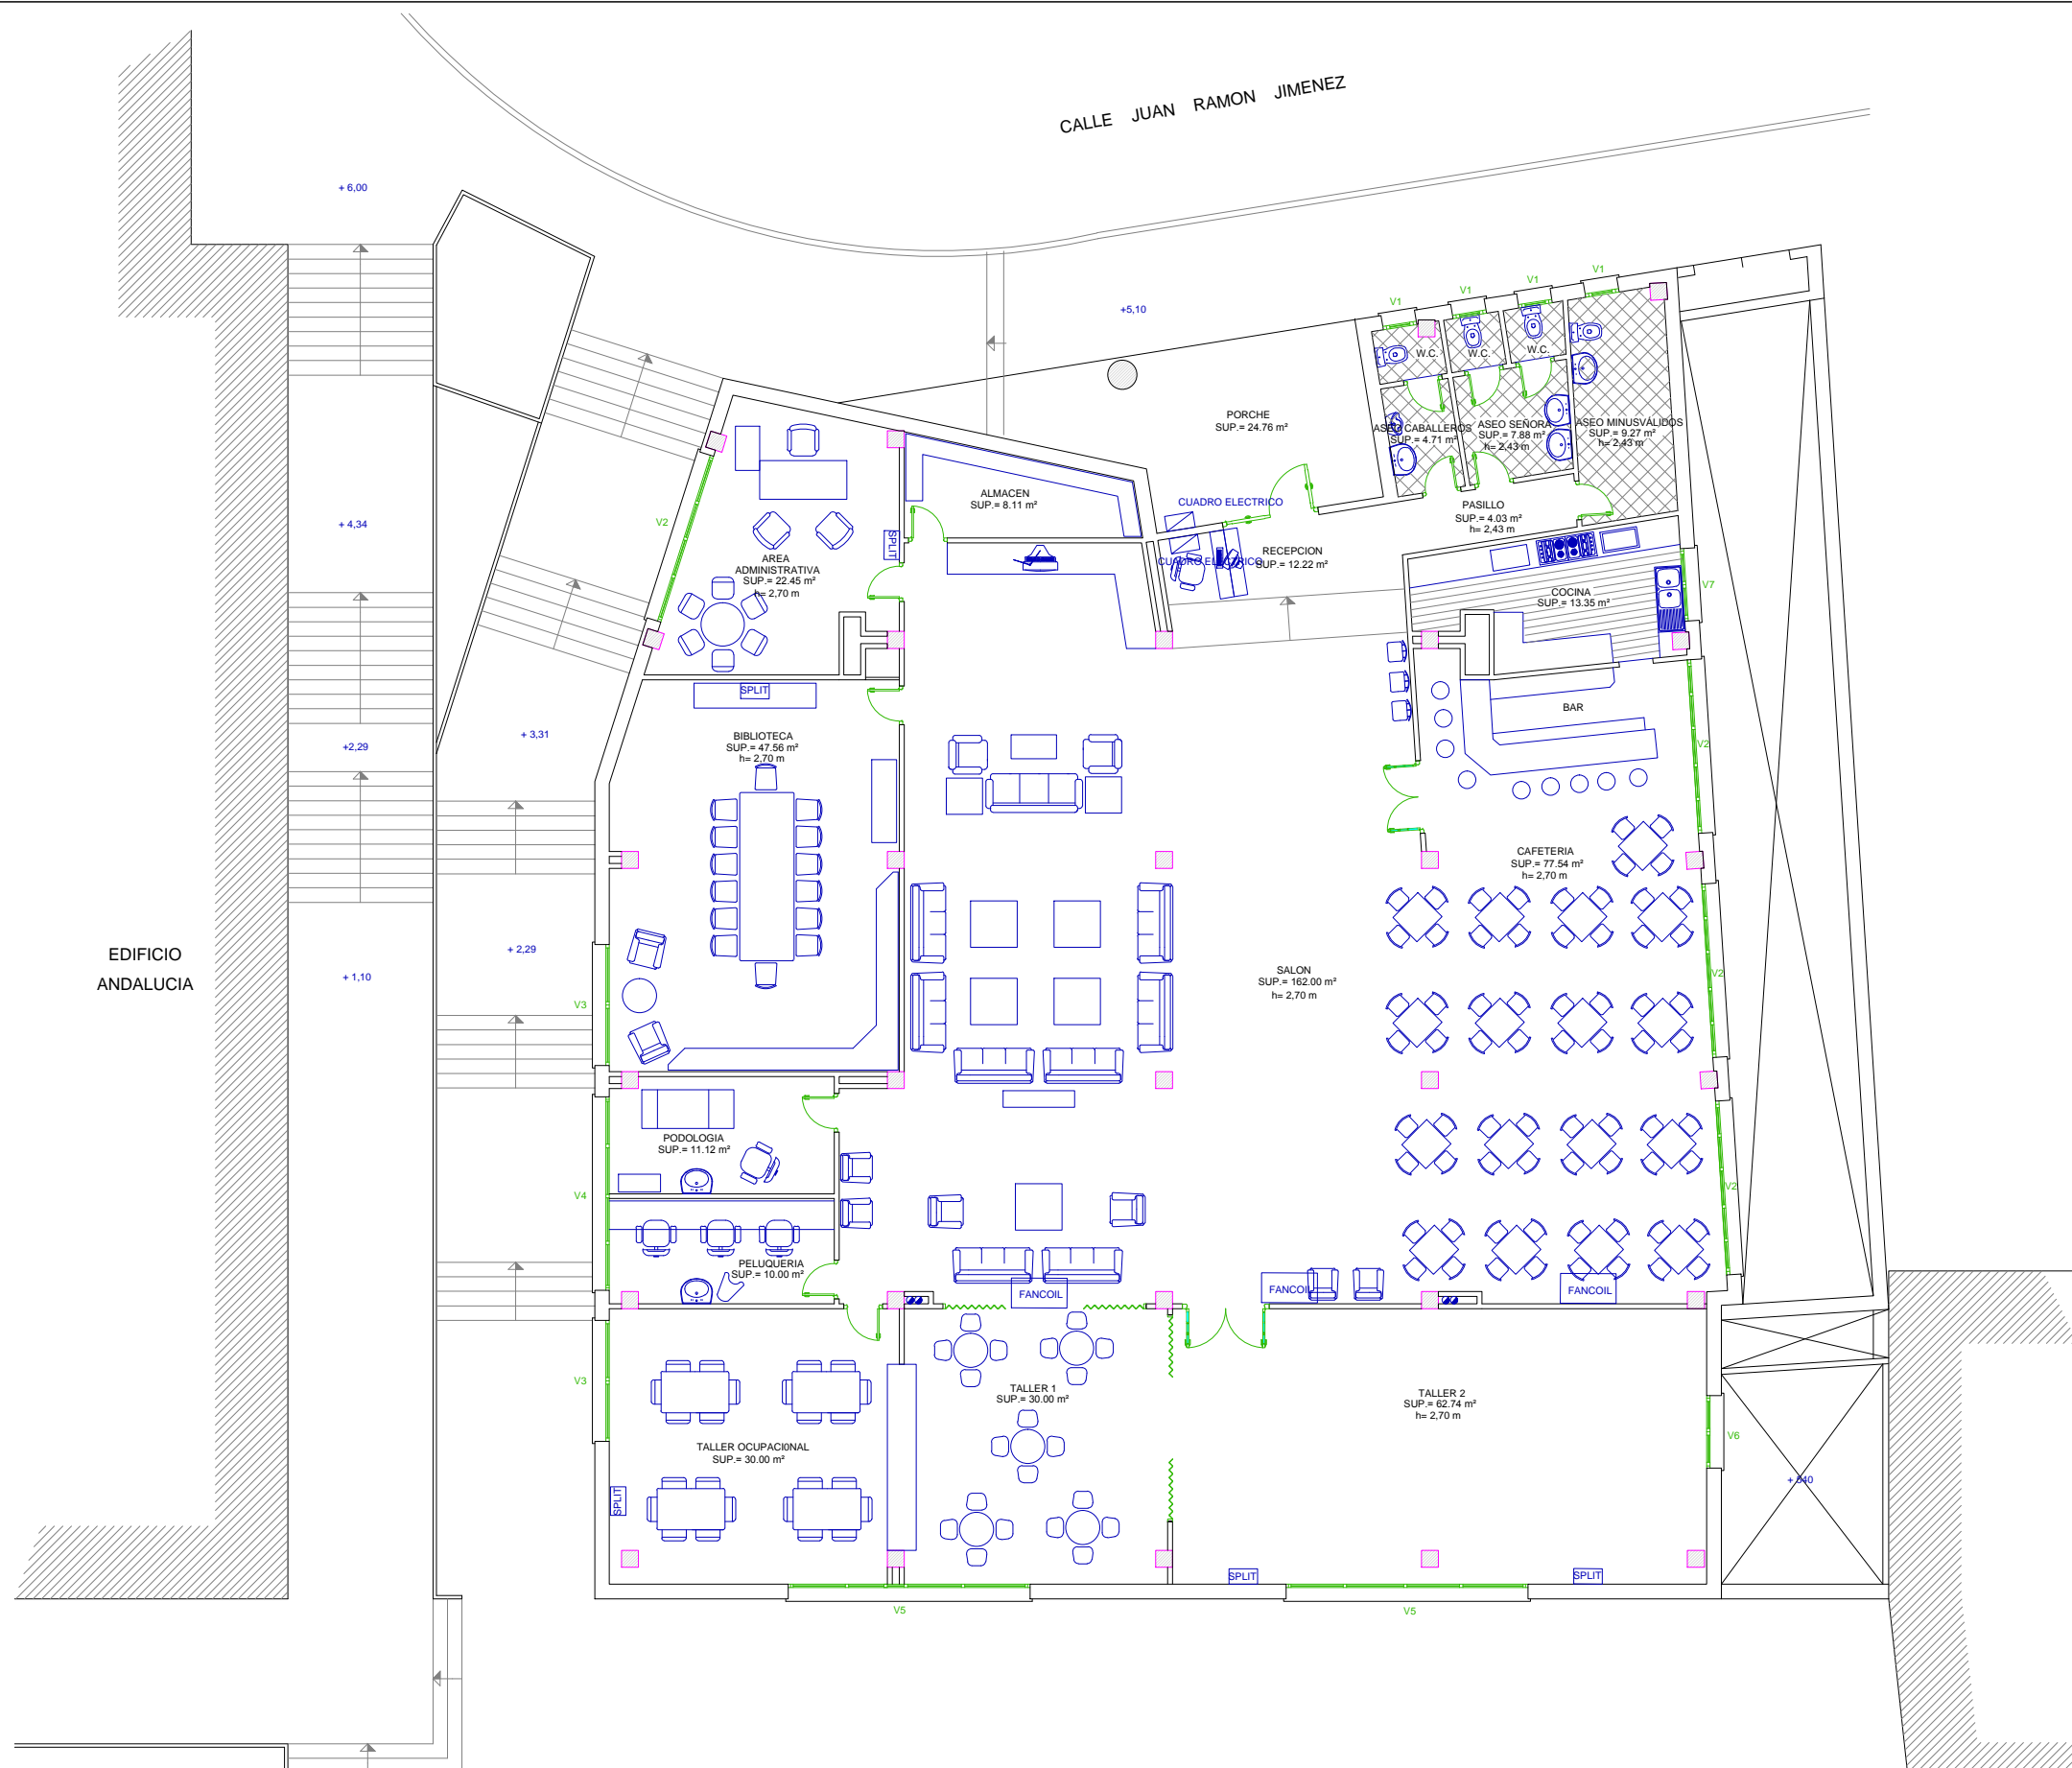 CALLE JUAN RAMON JIMENEZ
+ 6,00
+5,10
V1
V1
V1
V1
W.C.
W.C.
W.C.
PORCHE
SUP.= 24.76 m²
ASEO CABALLEROS
SUP.= 4.71 m²
ASEO SEÑORA
SUP.= 7.88 m²
h= 2,43 m
ASEO MINUSVÁLIDOS
SUP.= 9.27 m²
h= 2,43 m
ALMACEN
SUP.= 8.11 m²
CUADRO ELECTRICO
PASILLO
SUP.= 4.03 m²
h= 2,43 m
+ 4,34
V2
SPLIT
AREA
ADMINISTRATIVA
SUP.= 22.45 m²
h= 2,70 m
CUADRO ELECTRICO
RECEPCION
SUP.= 12.22 m²
COCINA
SUP.= 13.35 m²
V7
SPLIT
BAR
+2,29
+ 3,31
BIBLIOTECA
SUP.= 47.56 m²
h= 2,70 m
V2
CAFETERIA
SUP.= 77.54 m²
h= 2,70 m
EDIFICIO
ANDALUCIA
+ 1,10
+ 2,29
V3
SALON
SUP.= 162.00 m²
h= 2,70 m
V2
PODOLOGIA
SUP.= 11.12 m²
V4
V2
PELUQUERIA
SUP.= 10.00 m²
FANCOIL
FANCOIL
FANCOIL
V3
TALLER 1
SUP.= 30.00 m²
TALLER 2
SUP.= 62.74 m²
h= 2,70 m
V6
TALLER OCUPACI0NAL
SUP.= 30.00 m²
+ 540
SPLIT
SPLIT
SPLIT
V5
V5